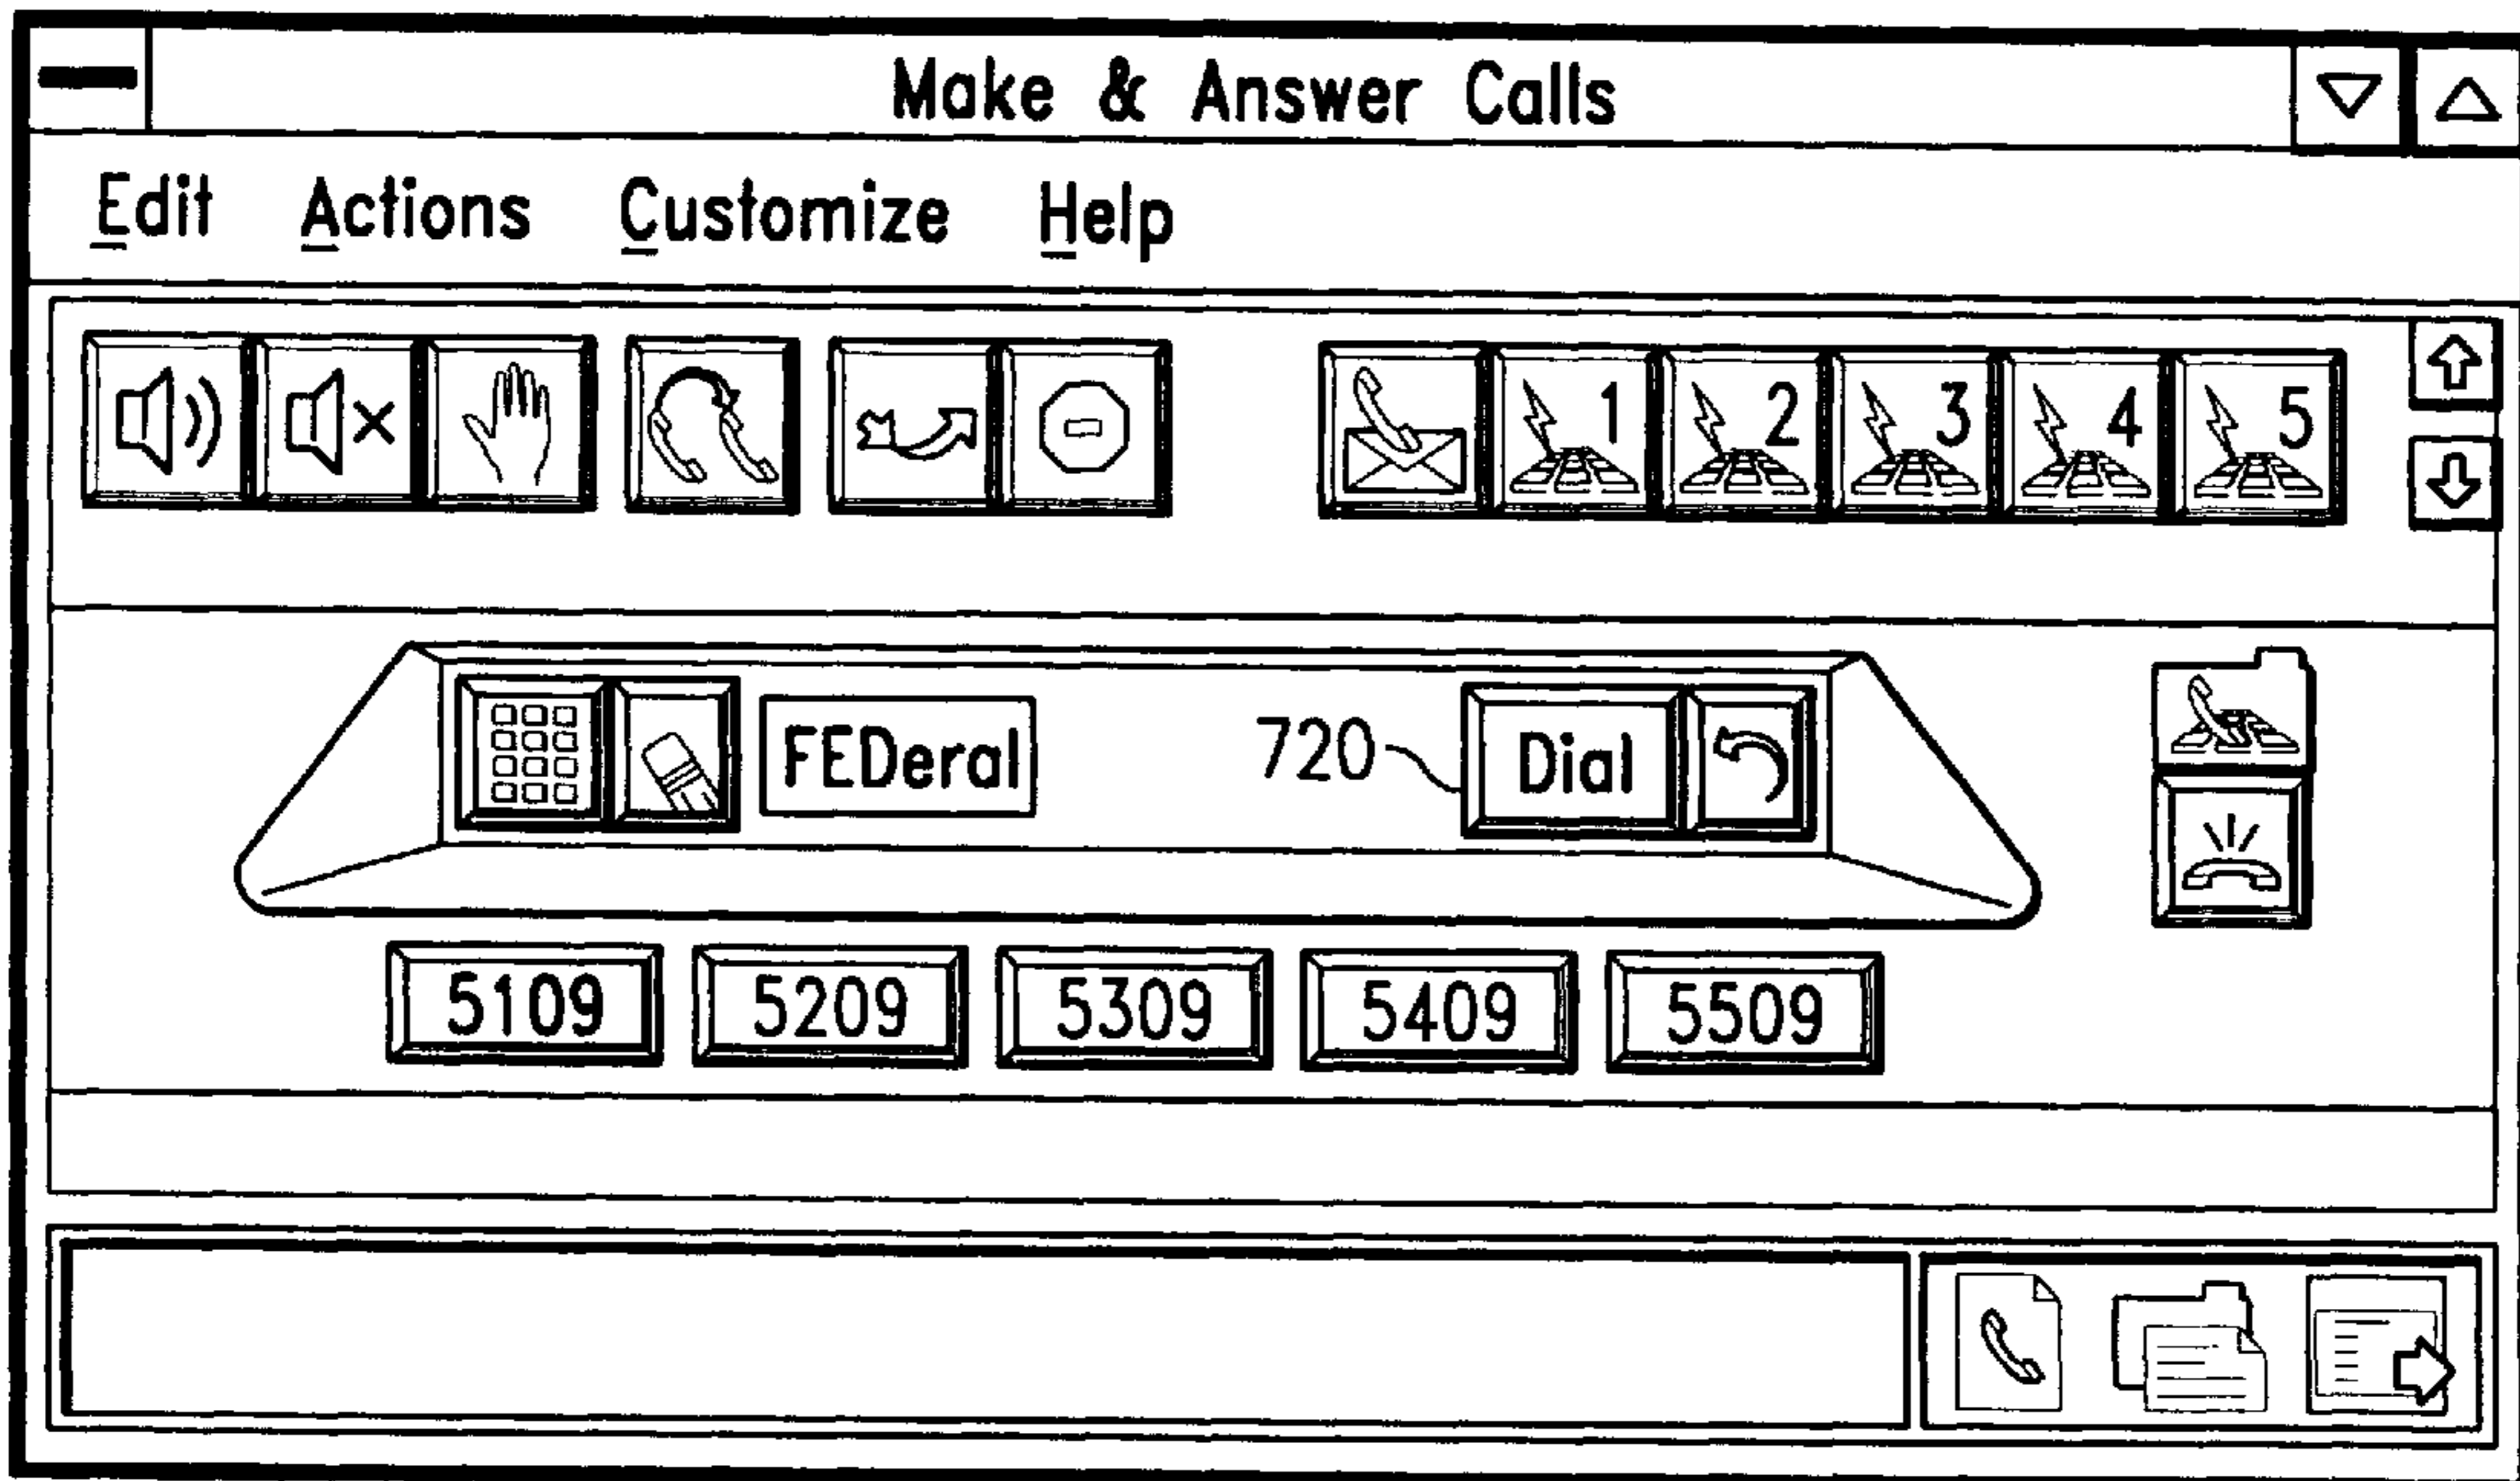 Make & Answer Calls
Edit Actions Customize Help
1 2 3 4 5
FEDeral 720 Dial
5109 5209 5309 5409 5509